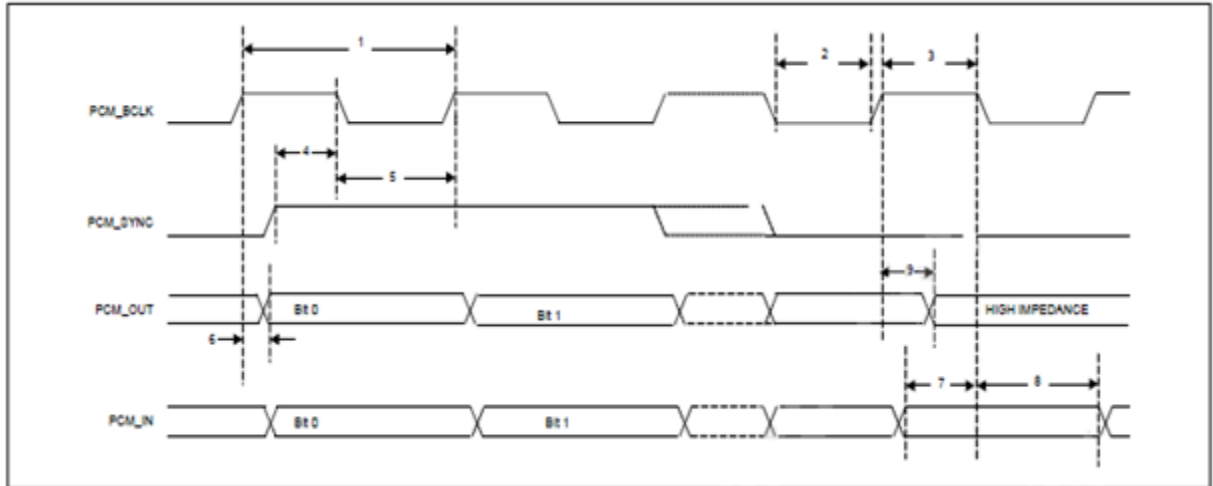 1
2
3
PCM_BCLK
4
5
PCM_SYNC
9
PCM_OUT
Bit 0
Bit 1
HIGH IMPEDANCE
6
7
8
PCM_IN
Bit 0
Bit 1